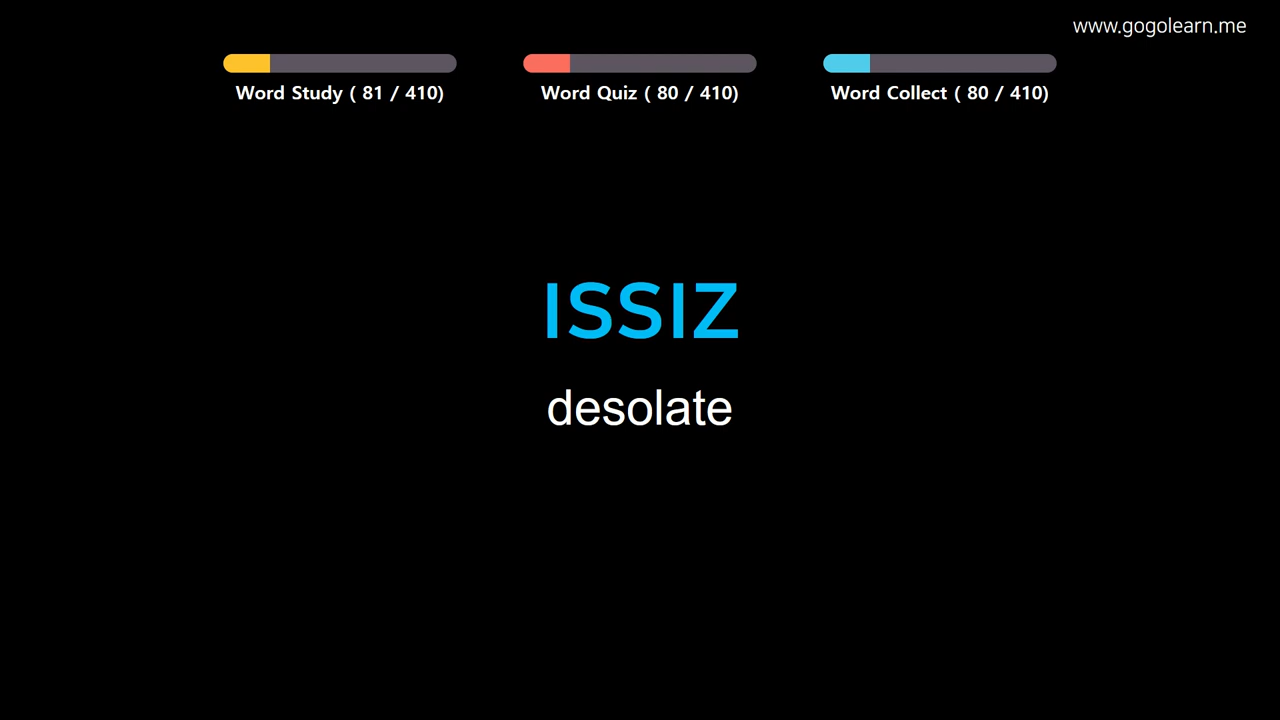 www.gogolearn.me
Word Study ( 81 / 410)
Word Quiz ( 80 / 410)
Word Collect ( 80 / 410)
ISSIZ
desolate